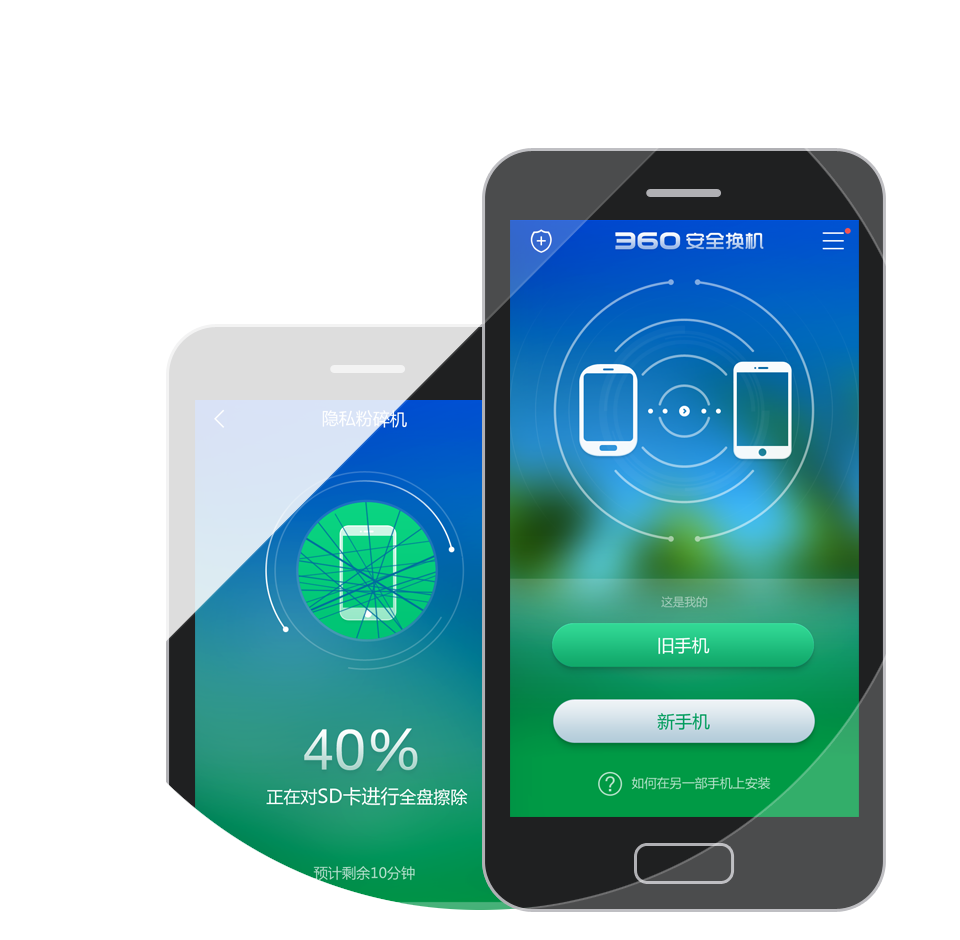 隐私粉碎机
40%
正在对SD卡进行全盘擦除
预计剩余10分钟
360安全换机
这是我的
旧手机
新手机
? 如何在另一部手机上安装